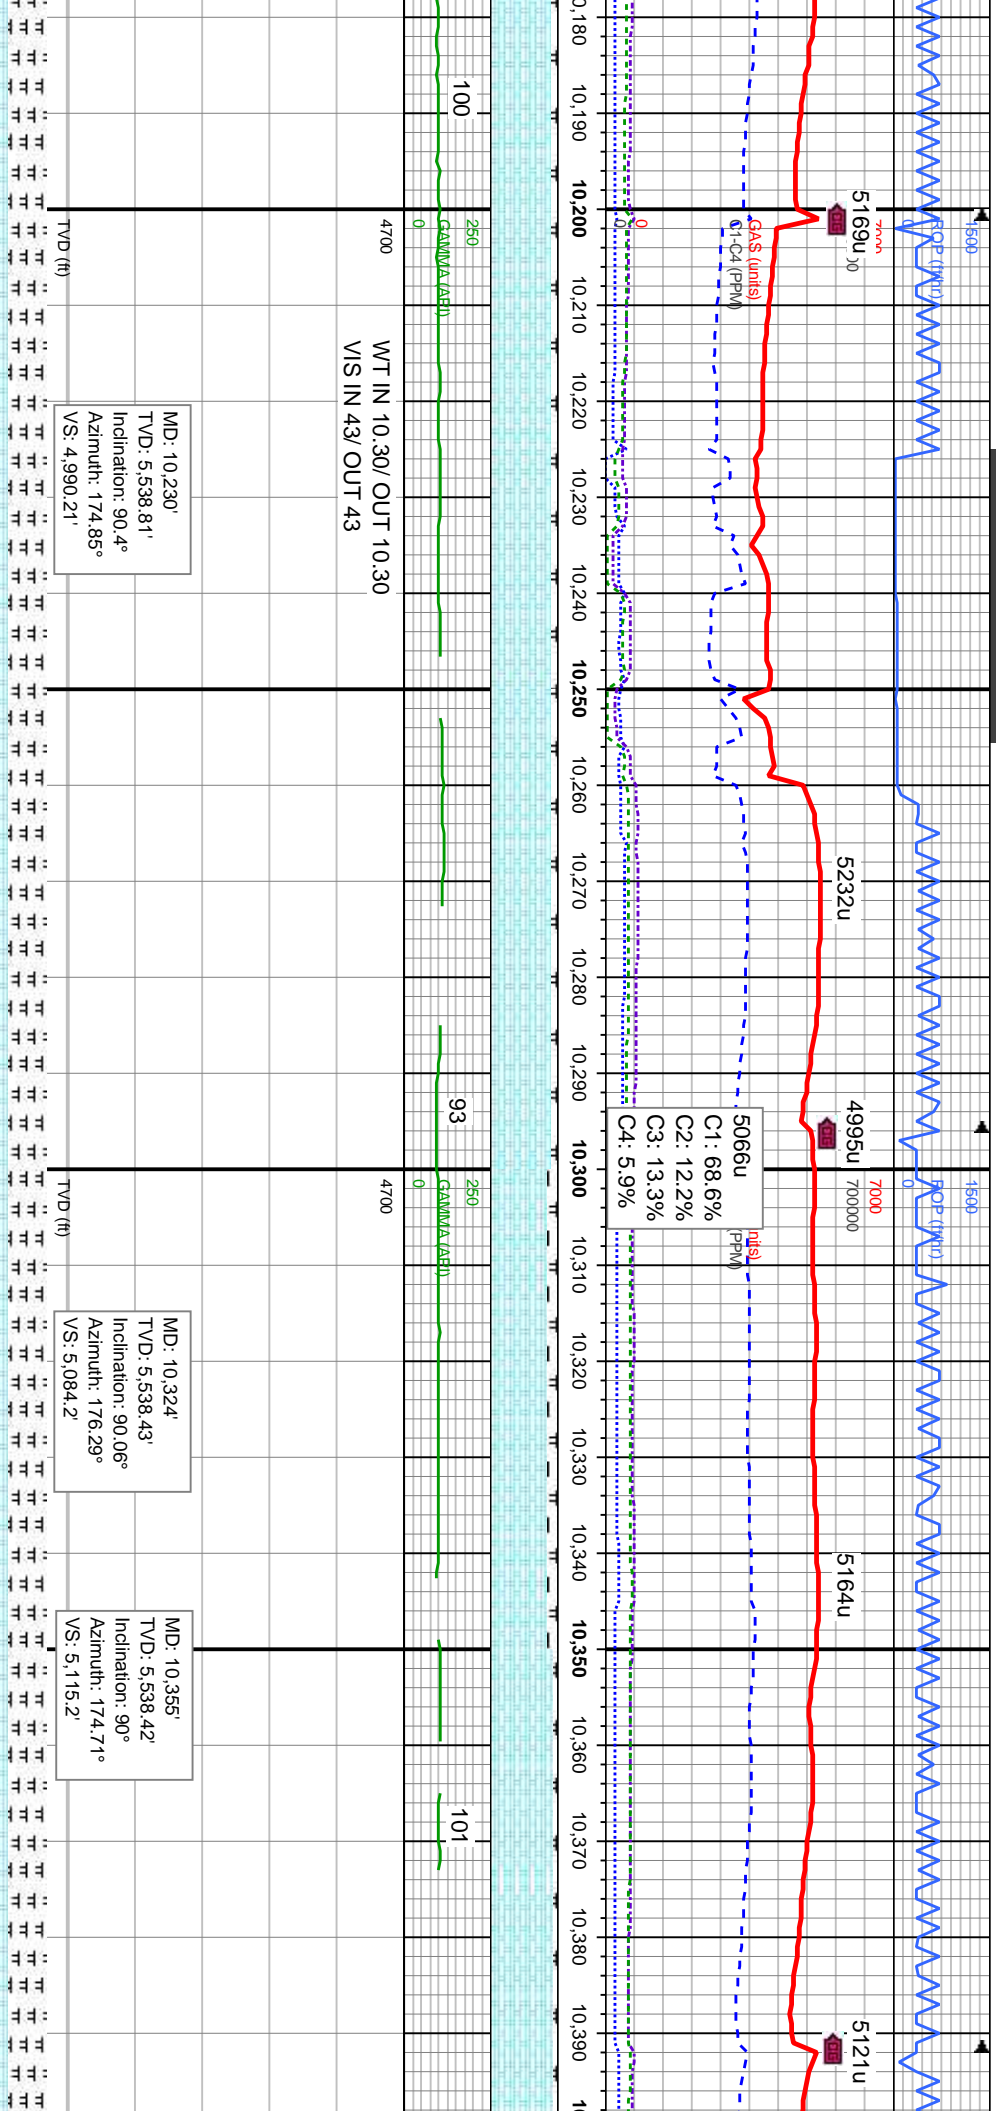 1500
ROP (ft/hr)
0
5169u
GAS (units)
C1-C4 (PPM)
0
0
5232u
4995u
1500
ROP (ft/hr)
0
7000
700000
5066u
C1: 68.6%
C2: 12.2%
C3: 13.3%
C4: 5.9%
5164u
5121u
10,190
10,200
10,210
10,220
10,230
10,240
10,250
10,260
10,270
10,280
10,290
10,300
10,310
10,320
10,330
10,340
10,350
10,360
10,370
10,380
10,390
100
250
GAMMA (API)
0
4700
TVD (ft)
WT IN 10.30/ OUT 10.30
VIS IN 43/ OUT 43
MD: 10,230'
TVD: 5,538.81'
Inclination: 90.4°
Azimuth: 174.85°
VS: 4,990.21'
93
250
GAMMA (API)
0
4700
TVD (ft)
MD: 10,324'
TVD: 5,538.43'
Inclination: 90.06°
Azimuth: 176.29°
VS: 5,084.2'
MD: 10,355'
TVD: 5,538.42'
Inclination: 90°
Azimuth: 174.71°
VS: 5,115.2'
101